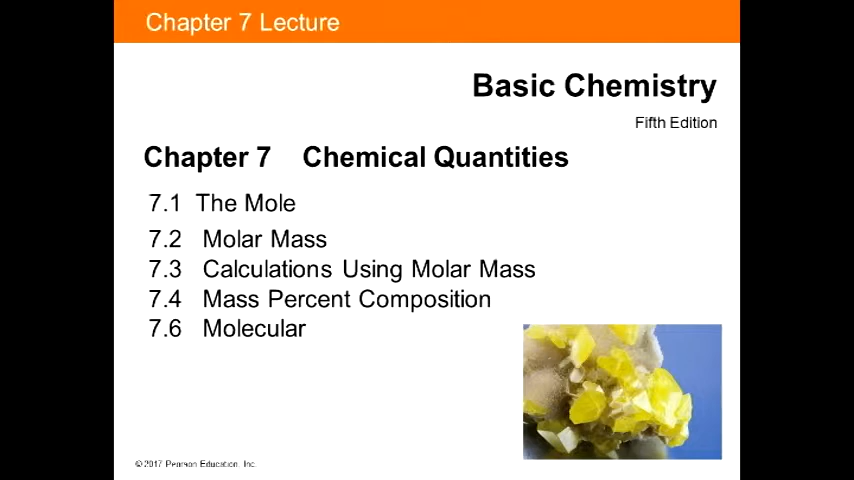 Chapter 7 Lecture
Basic Chemistry
Fifth Edition
Chapter 7 Chemical Quantities
7.1 The Mole
7.2 Molar Mass
7.3 Calculations Using Molar Mass
7.4 Mass Percent Composition
7.6 Molecular
© 2017 Pearson Education, Inc.